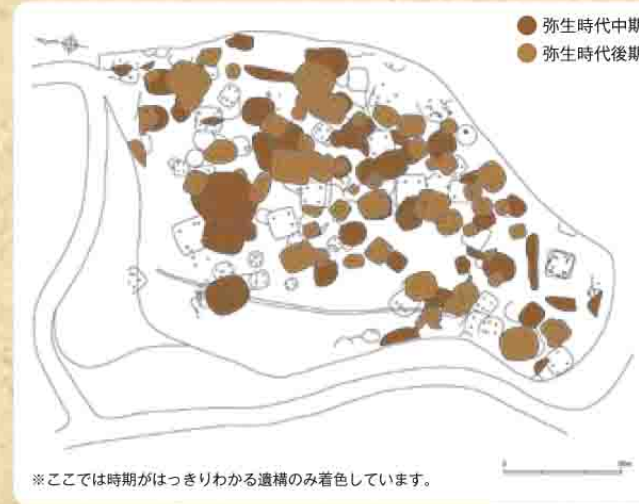 弥生時代中期
弥生時代後期
※ここでは時期がはっきりわかる遺構のみ着色しています。
0